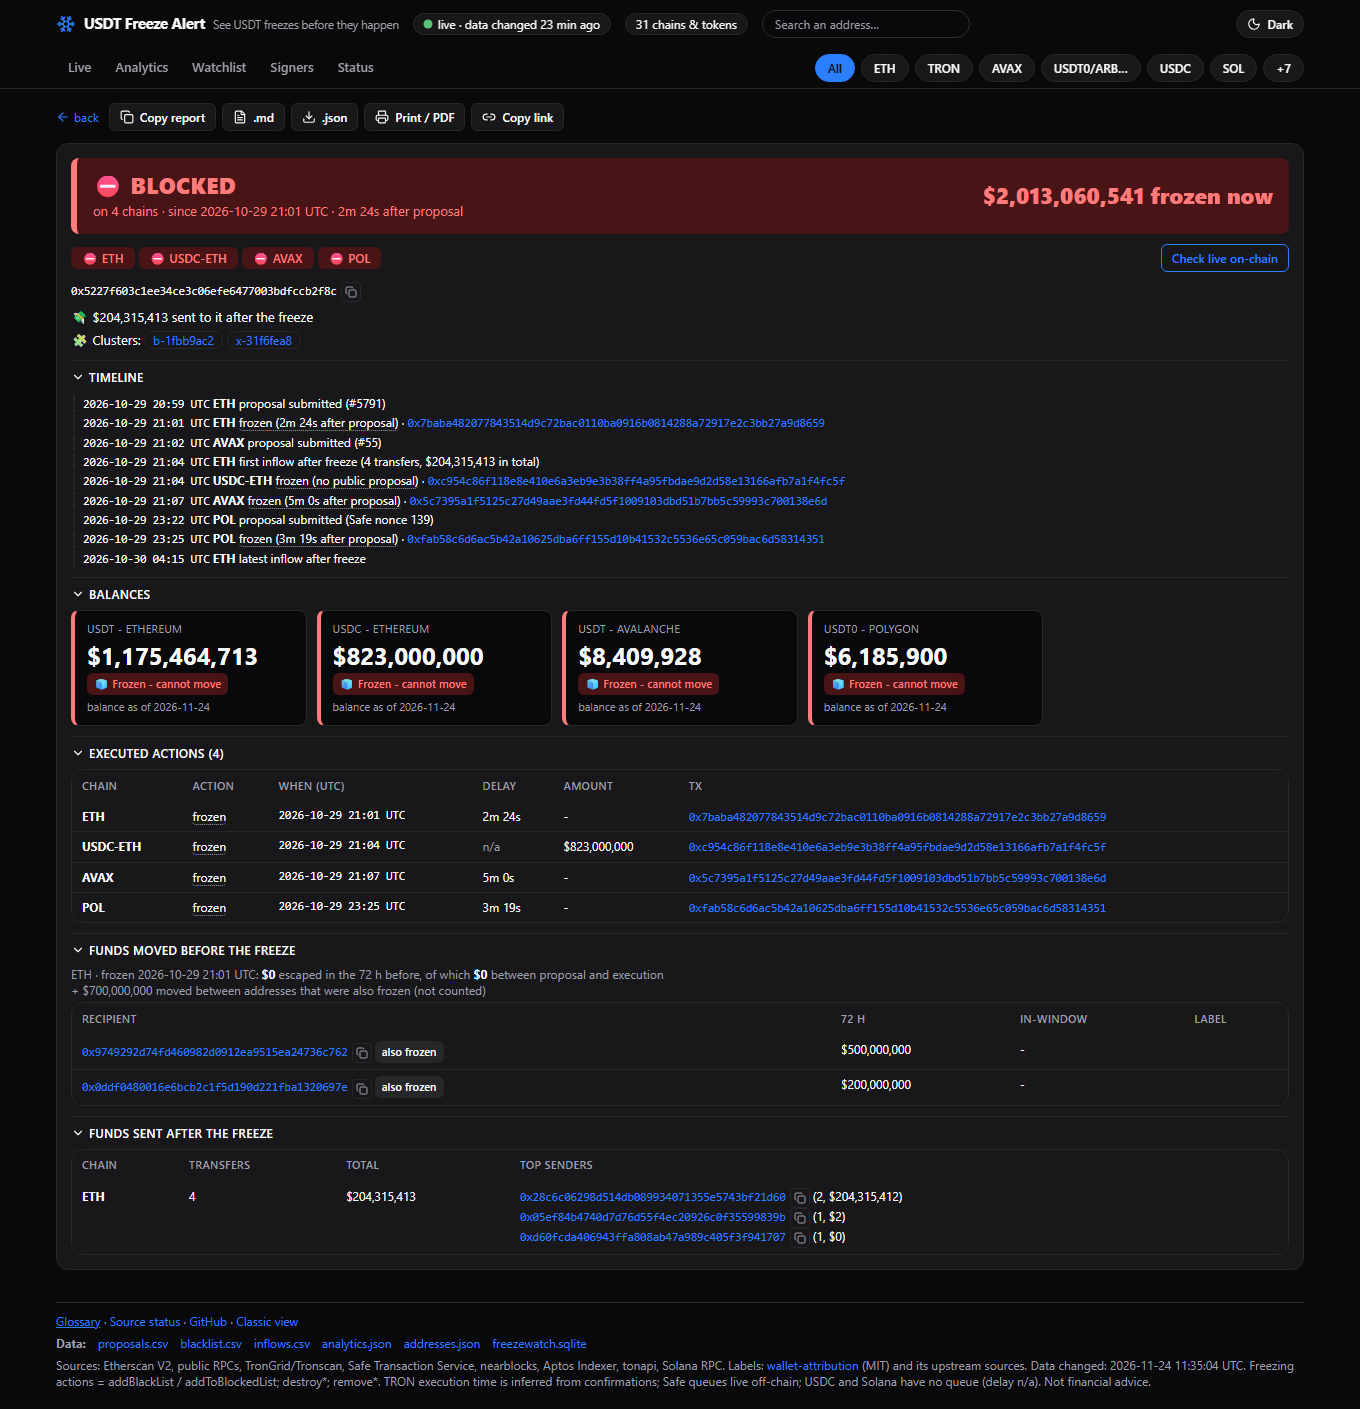 USDT Freeze Alert See USDT freezes before they happen live · data changed 23 min ago 31 chains & tokens Search an address... Dark
Live Analytics Watchlist Signers Status All ETH TRON AVAX USDT0/ARB... USDC SOL +7
← back Copy report .md .json Print / PDF Copy link
BLOCKED
on 4 chains · since 2026-10-29 21:01 UTC · 2m 24s after proposal
$2,013,060,541 frozen now
ETH USDC-ETH AVAX POL Check live on-chain
0x5227f603c1ee34ce3c06efe6477003bdfccb2f8c
$204,315,413 sent to it after the freeze
Clusters: b-1fbb9ac2 x-31f6fea8
TIMELINE
2026-10-29 20:59 UTC ETH proposal submitted (#5791)
2026-10-29 21:01 UTC ETH frozen (2m 24s after proposal) · 0x7baba482077843514d9c72bac0110ba0916b0814288a72917e2c3bb27a9d8659
2026-10-29 21:02 UTC AVAX proposal submitted (#55)
2026-10-29 21:04 UTC ETH first inflow after freeze (4 transfers, $204,315,413 in total)
2026-10-29 21:04 UTC USDC-ETH frozen (no public proposal) · 0xc954c86f118e8e410e6a3eb9e3b38ff4a95fbdae9d2d58e13166afb7a1f4fc5f
2026-10-29 21:07 UTC AVAX frozen (5m 0s after proposal) · 0x5c7395a1f5125c27d49aae3fd44fd5f1009103dbd51b7bb5c59993c700138e6d
2026-10-29 23:22 UTC POL proposal submitted (Safe nonce 139)
2026-10-29 23:25 UTC POL frozen (3m 19s after proposal) · 0xfab58c6d6ac5b42a10625dba6ff155d10b41532c5536e65c059bac6d58314351
2026-10-30 04:15 UTC ETH latest inflow after freeze
BALANCES
USDT - ETHEREUM USDC - ETHEREUM USDT - AVALANCHE USDT0 - POLYGON
$1,175,464,713 $823,000,000 $8,409,928 $6,185,900
Frozen - cannot move Frozen - cannot move Frozen - cannot move Frozen - cannot move
balance as of 2026-11-24 balance as of 2026-11-24 balance as of 2026-11-24 balance as of 2026-11-24
EXECUTED ACTIONS (4)
CHAIN ACTION WHEN (UTC) DELAY AMOUNT TX
ETH frozen 2026-10-29 21:01 UTC 2m 24s - 0x7baba482077843514d9c72bac0110ba0916b0814288a72917e2c3bb27a9d8659
USDC-ETH frozen 2026-10-29 21:04 UTC n/a $823,000,000 0xc954c86f118e8e410e6a3eb9e3b38ff4a95fbdae9d2d58e13166afb7a1f4fc5f
AVAX frozen 2026-10-29 21:07 UTC 5m 0s - 0x5c7395a1f5125c27d49aae3fd44fd5f1009103dbd51b7bb5c59993c700138e6d
POL frozen 2026-10-29 23:25 UTC 3m 19s - 0xfab58c6d6ac5b42a10625dba6ff155d10b41532c5536e65c059bac6d58314351
FUNDS MOVED BEFORE THE FREEZE
ETH · frozen 2026-10-29 21:01 UTC: $0 escaped in the 72 h before, of which $0 between proposal and execution
+ $700,000,000 moved between addresses that were also frozen (not counted)
RECIPIENT 72 H IN-WINDOW LABEL
0x9749292d74fd460982d0912ea9515ea24736c762 also frozen $500,000,000 -
0x0ddf0480016e6bcb2c1f5d190d221fba1320697e also frozen $200,000,000 -
FUNDS SENT AFTER THE FREEZE
CHAIN TRANSFERS TOTAL TOP SENDERS
ETH 4 $204,315,413 0x28c6c06298d514db089934071355e5743bf21d60 (2, $204,315,412)
0x05ef84b4740d7d76d55f4ec20926c0f35599839b (1, $2)
0xd60fcda406943ffa808ab47a989c405f3f941707 (1, $0)
Glossary · Source status · GitHub · Classic view
Data: proposals.csv blacklist.csv inflows.csv analytics.json addresses.json freezewatch.sqlite
Sources: Etherscan V2, public RPCs, TronGrid/Tronscan, Safe Transaction Service, nearblocks, Aptos Indexer, tonapi, Solana RPC. Labels: wallet-attribution (MIT) and its upstream sources. Data changed: 2026-11-24 11:35:04 UTC. Freezing
actions = addBlackList / addToBlockedList; destroy*; remove*. TRON execution time is inferred from confirmations; Safe queues live off-chain; USDC and Solana have no queue (delay n/a). Not financial advice.